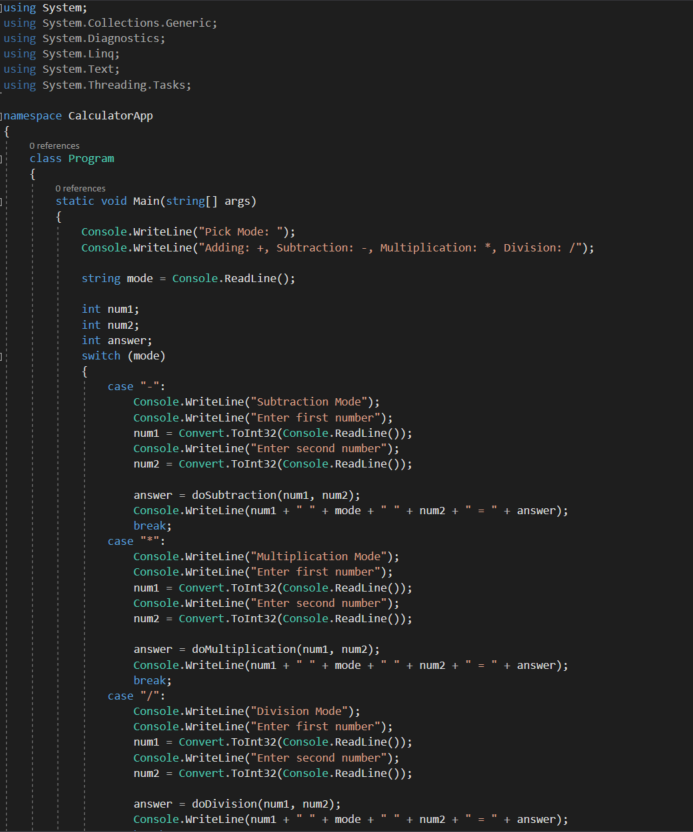 using System;
using System.Collections.Generic;
using System.Diagnostics;
using System.Linq;
using System.Text;
using System.Threading.Tasks;
namespace CalculatorApp
{
0 references
class Program
{
0 references
static void Main(string[] args)
{
Console.WriteLine("Pick Mode: ");
Console.WriteLine("Adding: +, Subtraction: -, Multiplication: *, Division: /");
string mode = Console.ReadLine();
int num1;
int num2;
int answer;
switch (mode)
{
case "-":
Console.WriteLine("Subtraction Mode");
Console.WriteLine("Enter first number");
num1 = Convert.ToInt32(Console.ReadLine());
Console.WriteLine("Enter second number");
num2 = Convert.ToInt32(Console.ReadLine());
answer = doSubtraction(num1, num2);
Console.WriteLine(num1 + " " + mode + " " + num2 + " = " + answer);
break;
case "*":
Console.WriteLine("Multiplication Mode");
Console.WriteLine("Enter first number");
num1 = Convert.ToInt32(Console.ReadLine());
Console.WriteLine("Enter second number");
num2 = Convert.ToInt32(Console.ReadLine());
answer = doMultiplication(num1, num2);
Console.WriteLine(num1 + " " + mode + " " + num2 + " = " + answer);
break;
case "/":
Console.WriteLine("Division Mode");
Console.WriteLine("Enter first number");
num1 = Convert.ToInt32(Console.ReadLine());
Console.WriteLine("Enter second number");
num2 = Convert.ToInt32(Console.ReadLine());
answer = doDivision(num1, num2);
Console.WriteLine(num1 + " " + mode + " " + num2 + " = " + answer);